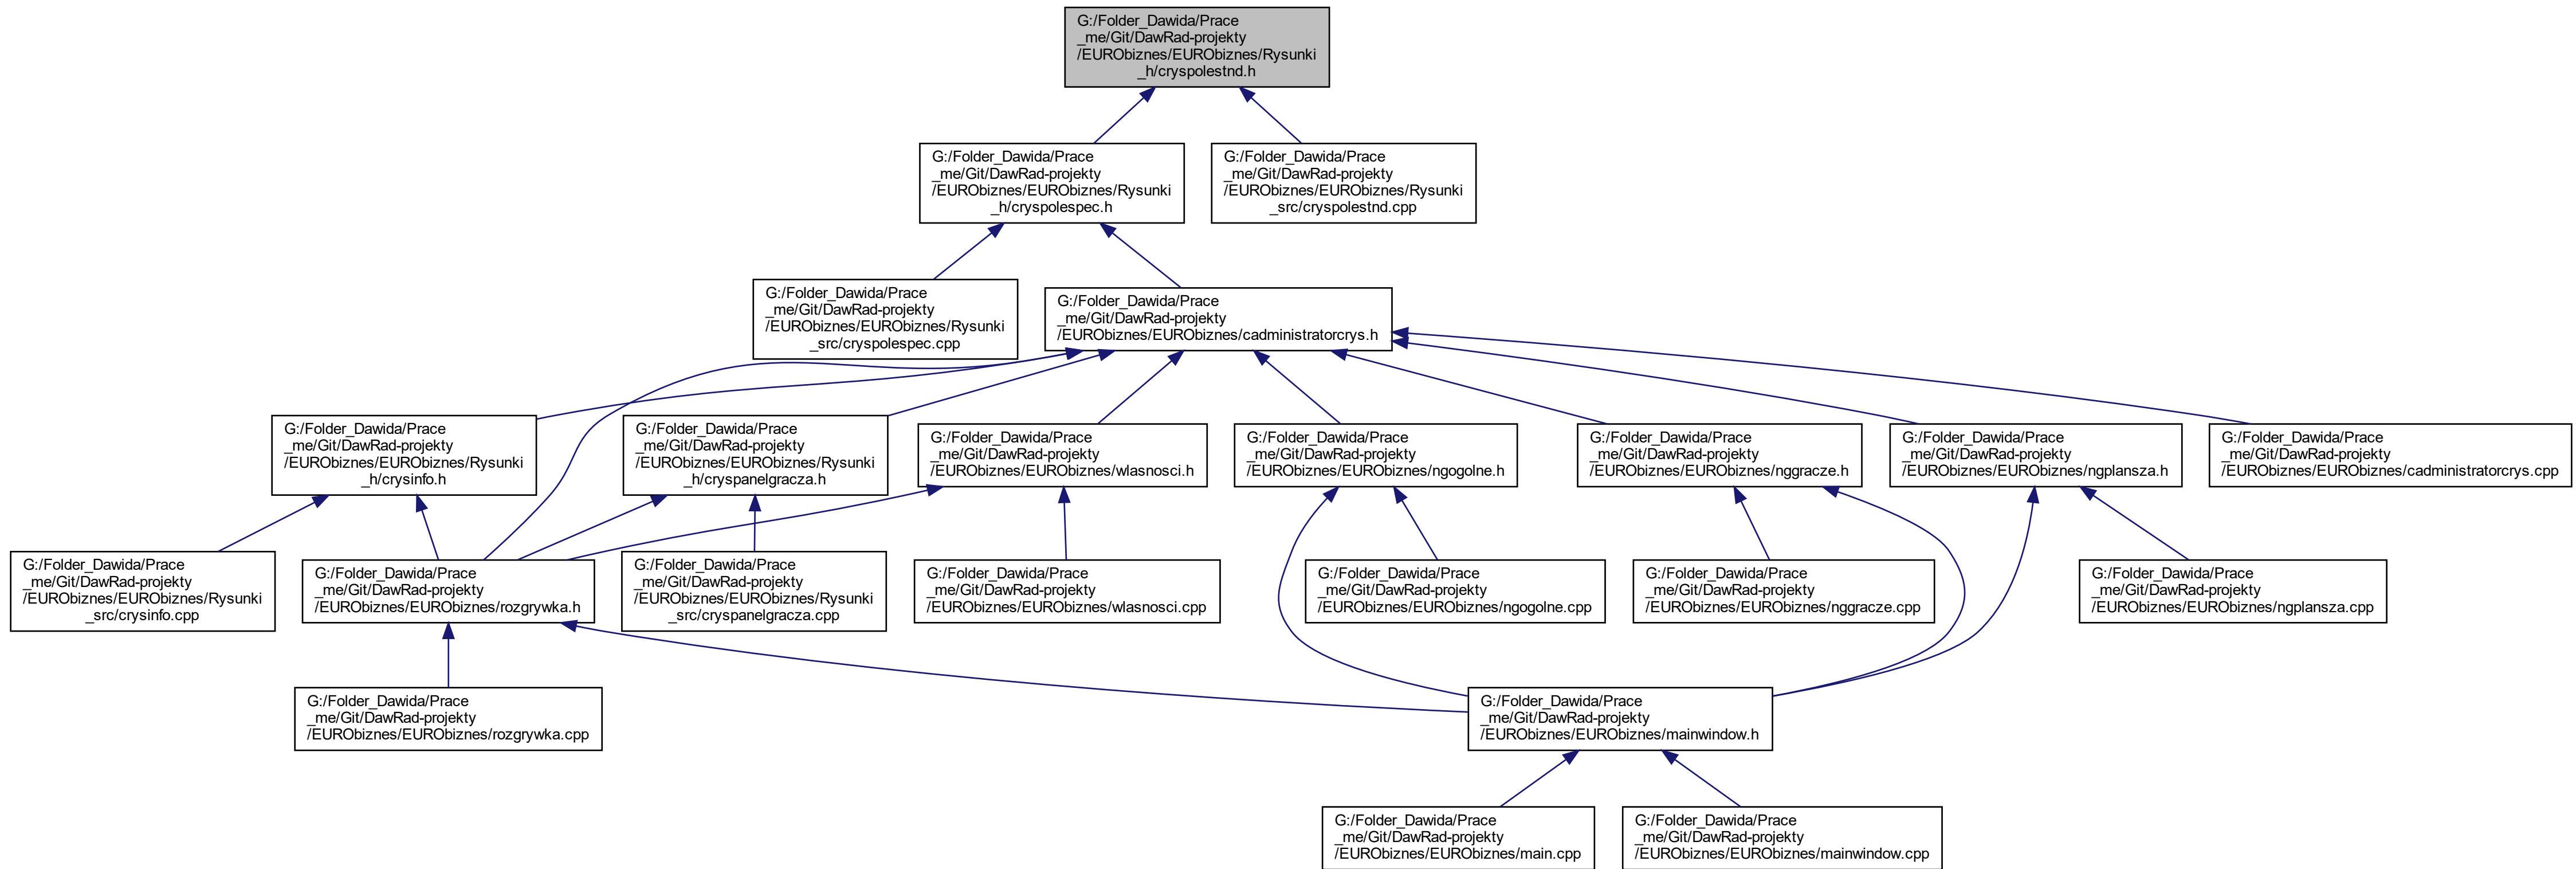 G:/Folder_Dawida/Prace
_me/Git/DawRad-projekty
/EURObiznes/EURObiznes/Rysunki
_h/cryspolestnd.h
G:/Folder_Dawida/Prace
_me/Git/DawRad-projekty
/EURObiznes/EURObiznes/Rysunki
_h/cryspolespec.h
G:/Folder_Dawida/Prace
_me/Git/DawRad-projekty
/EURObiznes/EURObiznes/Rysunki
_src/cryspolestnd.cpp
G:/Folder_Dawida/Prace
_me/Git/DawRad-projekty
/EURObiznes/EURObiznes/Rysunki
_src/cryspolespec.cpp
G:/Folder_Dawida/Prace
_me/Git/DawRad-projekty
/EURObiznes/EURObiznes/cadministratorcrys.h
G:/Folder_Dawida/Prace
_me/Git/DawRad-projekty
/EURObiznes/EURObiznes/Rysunki
_h/crysinfo.h
G:/Folder_Dawida/Prace
_me/Git/DawRad-projekty
/EURObiznes/EURObiznes/Rysunki
_h/cryspanelgracza.h
G:/Folder_Dawida/Prace
_me/Git/DawRad-projekty
/EURObiznes/EURObiznes/wlasnosci.h
G:/Folder_Dawida/Prace
_me/Git/DawRad-projekty
/EURObiznes/EURObiznes/ngogolne.h
G:/Folder_Dawida/Prace
_me/Git/DawRad-projekty
/EURObiznes/EURObiznes/nggracze.h
G:/Folder_Dawida/Prace
_me/Git/DawRad-projekty
/EURObiznes/EURObiznes/ngplansza.h
G:/Folder_Dawida/Prace
_me/Git/DawRad-projekty
/EURObiznes/EURObiznes/cadministratorcrys.cpp
G:/Folder_Dawida/Prace
_me/Git/DawRad-projekty
/EURObiznes/EURObiznes/Rysunki
_src/crysinfo.cpp
G:/Folder_Dawida/Prace
_me/Git/DawRad-projekty
/EURObiznes/EURObiznes/rozgrywka.h
G:/Folder_Dawida/Prace
_me/Git/DawRad-projekty
/EURObiznes/EURObiznes/Rysunki
_src/cryspanelgracza.cpp
G:/Folder_Dawida/Prace
_me/Git/DawRad-projekty
/EURObiznes/EURObiznes/wlasnosci.cpp
G:/Folder_Dawida/Prace
_me/Git/DawRad-projekty
/EURObiznes/EURObiznes/ngogolne.cpp
G:/Folder_Dawida/Prace
_me/Git/DawRad-projekty
/EURObiznes/EURObiznes/nggracze.cpp
G:/Folder_Dawida/Prace
_me/Git/DawRad-projekty
/EURObiznes/EURObiznes/ngplansza.cpp
G:/Folder_Dawida/Prace
_me/Git/DawRad-projekty
/EURObiznes/EURObiznes/rozgrywka.cpp
G:/Folder_Dawida/Prace
_me/Git/DawRad-projekty
/EURObiznes/EURObiznes/mainwindow.h
G:/Folder_Dawida/Prace
_me/Git/DawRad-projekty
/EURObiznes/EURObiznes/main.cpp
G:/Folder_Dawida/Prace
_me/Git/DawRad-projekty
/EURObiznes/EURObiznes/mainwindow.cpp